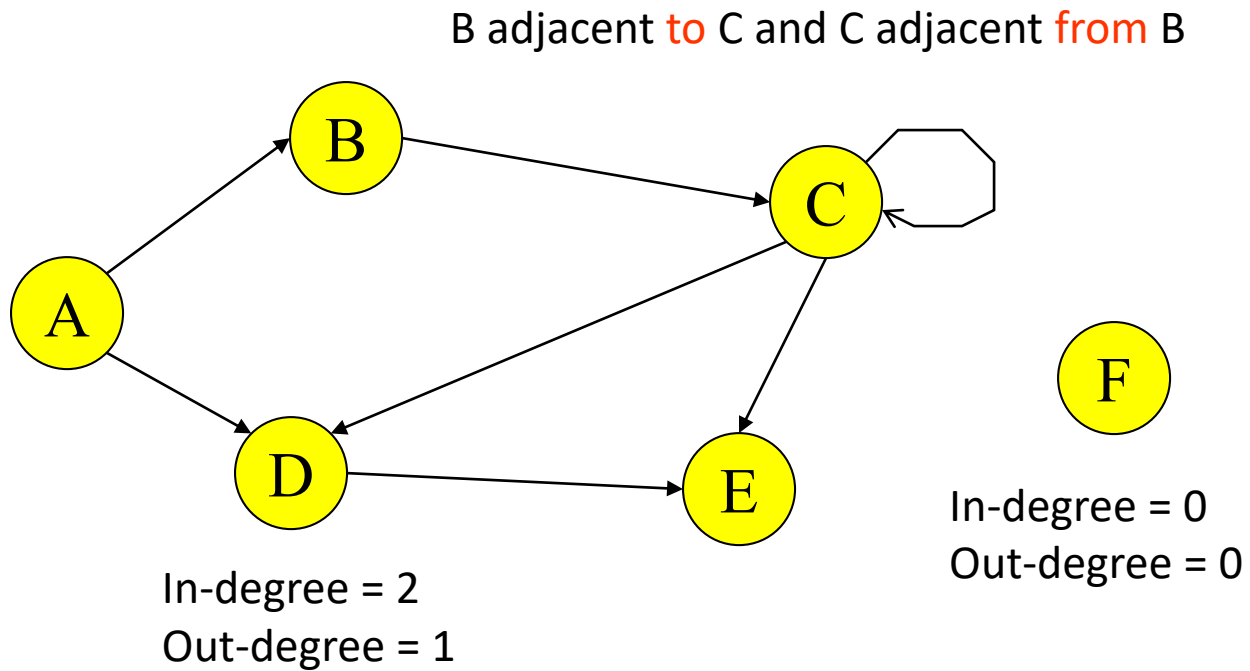 B adjacent to C and C adjacent from B
B
C
A
F
D
E
In-degree = 0
Out-degree = 0
In-degree = 2
Out-degree = 1